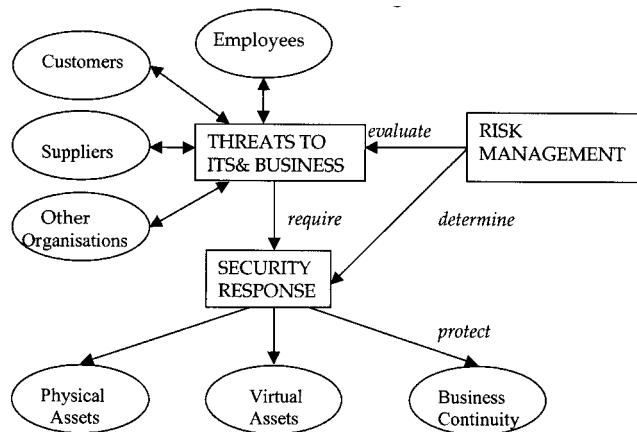 Employees
Customers
THREATS TO
ITS& BUSINESS
evaluate
RISK
MANAGEMENT
Suppliers
Other
Organisations
require
determine
SECURITY
RESPONSE
protect
Physical
Assets
Virtual
Assets
Business
Continuity